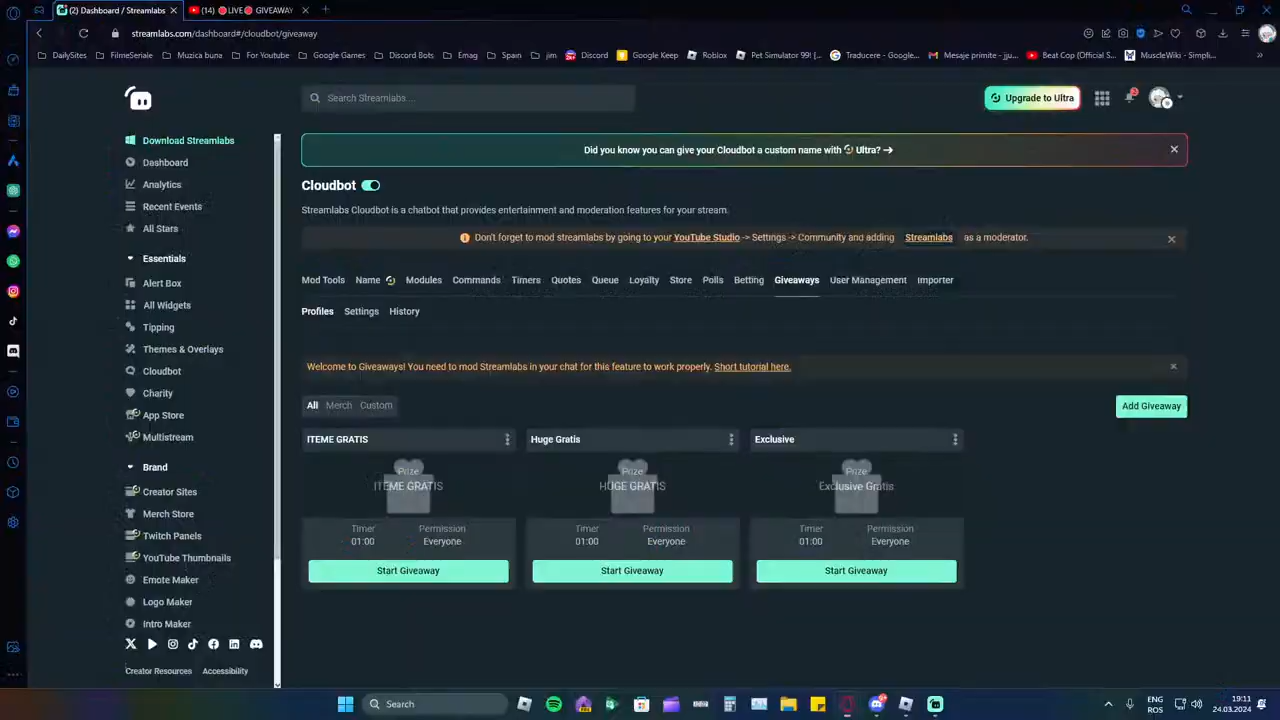 (2) Dashboard / Streamlabs
(14) 🔴LIVE🔴 GIVEAWAY
streamlabs.com/dashboard#/cloudbot/giveaway
DailySites FilmeSeriale Muzica buna For Youtube Google Games Discord Bots Emag Spain jim Discord Google Keep Roblox Pet Simulator 99! [... Traducere - Google... Mesaje primite - jju... Beat Cop (Official S... MuscleWiki - Simpli...
Search Streamlabs ...
Upgrade to Ultra
2
Download Streamlabs
Dashboard
Analytics
Recent Events
All Stars
Essentials
Alert Box
All Widgets
Tipping
Themes & Overlays
Cloudbot
Charity
App Store
Multistream
Brand
Creator Sites
Merch Store
Twitch Panels
YouTube Thumbnails
Emote Maker
Logo Maker
Intro Maker
Creator Resources Accessibility
Did you know you can give your Cloudbot a custom name with Ultra? →
Cloudbot
Streamlabs Cloudbot is a chatbot that provides entertainment and moderation features for your stream.
Don't forget to mod streamlabs by going to your YouTube Studio -> Settings -> Community and adding Streamlabs as a moderator.
Mod Tools Name Modules Commands Timers Quotes Queue Loyalty Store Polls Betting Giveaways User Management Importer
Profiles Settings History
Welcome to Giveaways! You need to mod Streamlabs in your chat for this feature to work properly. Short tutorial here.
All Merch Custom
Add Giveaway
ITEME GRATIS
Prize
ITEME GRATIS
Timer Permission
01:00 Everyone
Start Giveaway
Huge Gratis
Prize
HUGE GRATIS
Timer Permission
01:00 Everyone
Start Giveaway
Exclusive
Prize
Exclusive Gratis
Timer Permission
01:00 Everyone
Start Giveaway
Search
ENG
ROS
19:11
24.03.2024